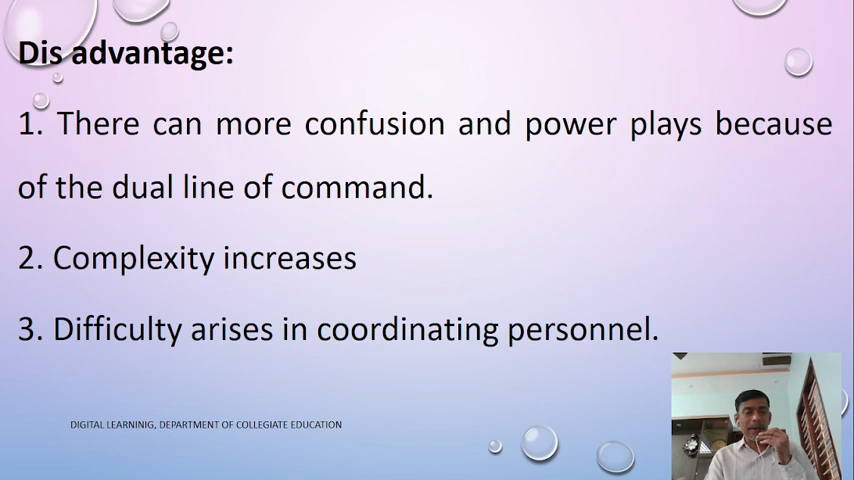 Dis advantage:
1. There can more confusion and power plays because
of the dual line of command.
2. Complexity increases
3. Difficulty arises in coordinating personnel.
DIGITAL LEARNINIG, DEPARTMENT OF COLLEGIATE EDUCATION